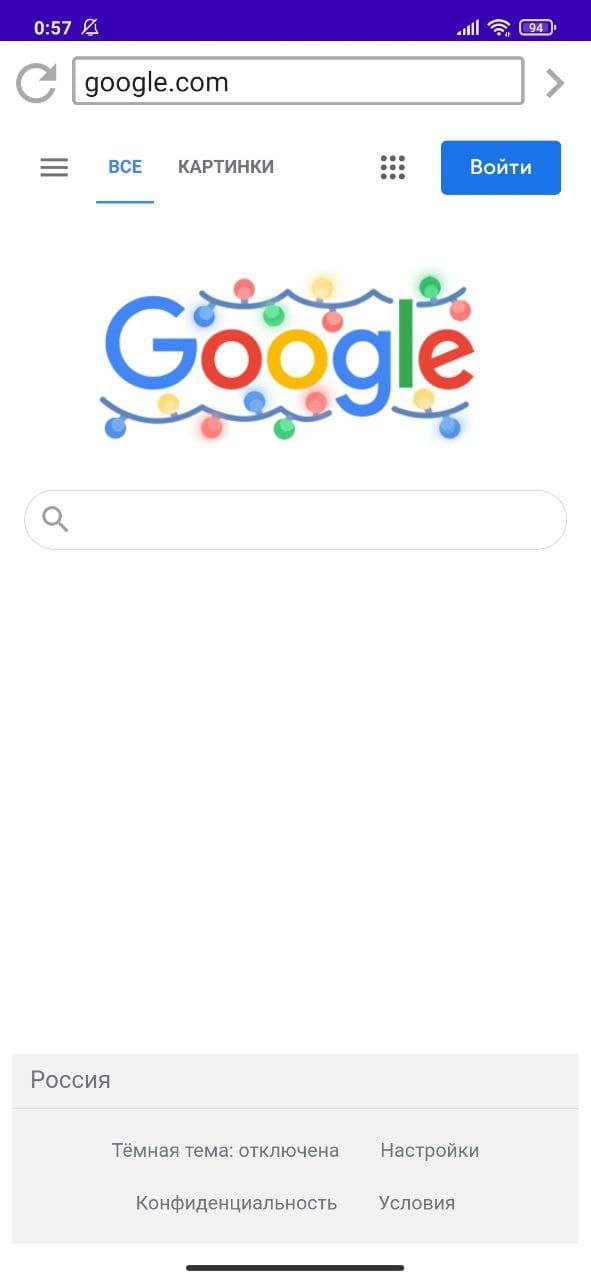 0:57 94
google.com
ВСЕ КАРТИНКИ Войти
Google
Россия
Тёмная тема: отключена Настройки
Конфиденциальность Условия